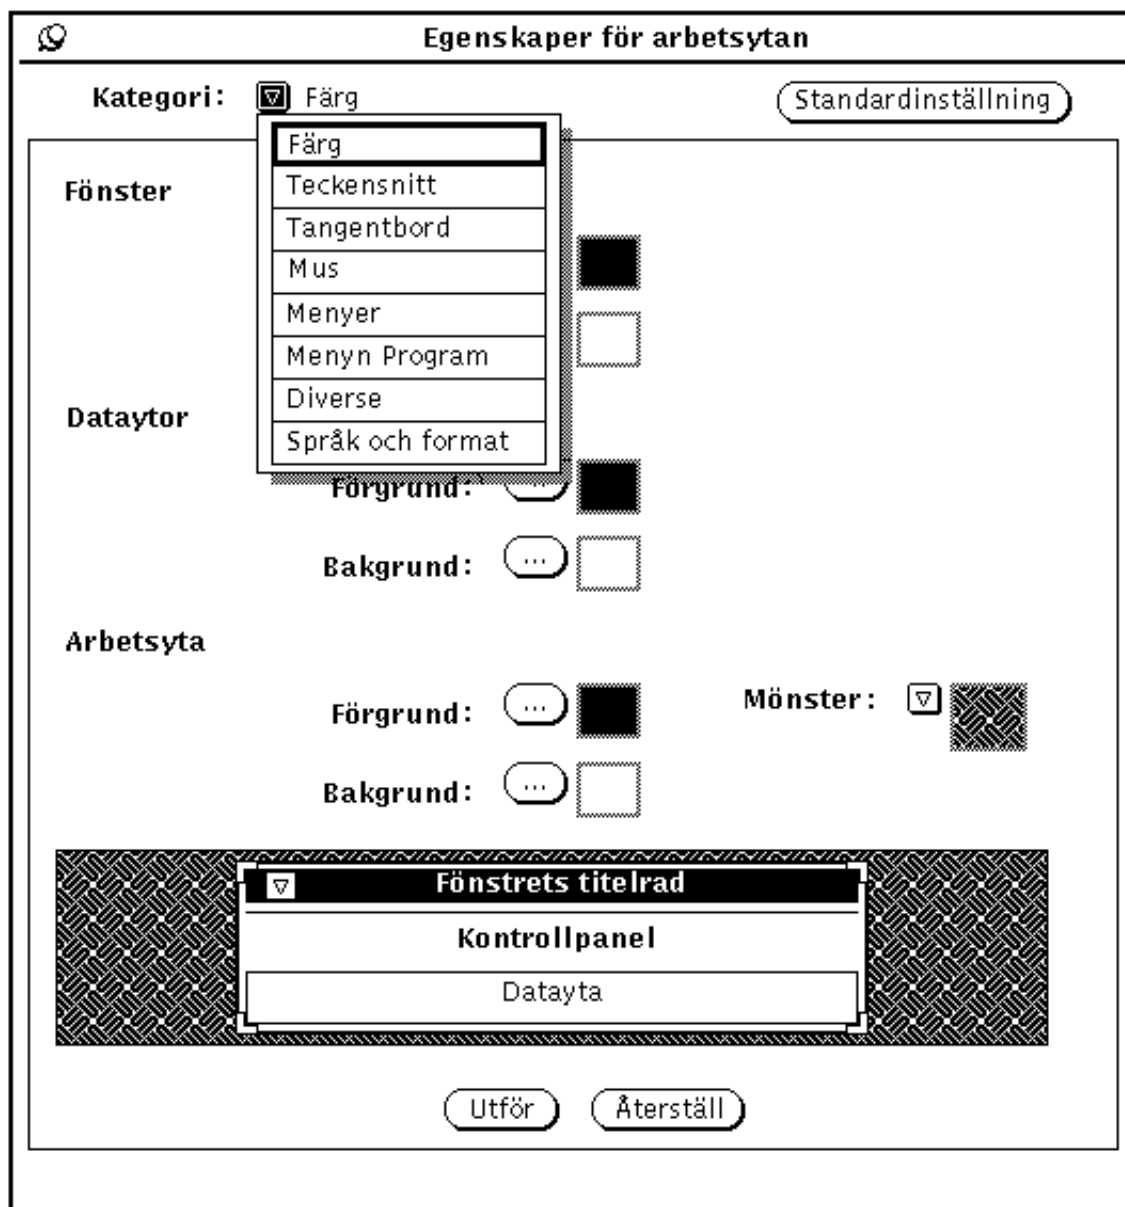 Egenskaper för arbetsytan
Kategori: Färg
Standardinställning
Färg
Teckensnitt
Tangentbord
Mus
Menyer
Menyn Program
Diverse
Språk och format
Fönster
Dataytor
Förgrund: ...
Bakgrund: ...
Arbetsyta
Förgrund: ...
Mönster:
Bakgrund: ...
Fönstrets titelrad
Kontrollpanel
Datayta
Utför
Återställ